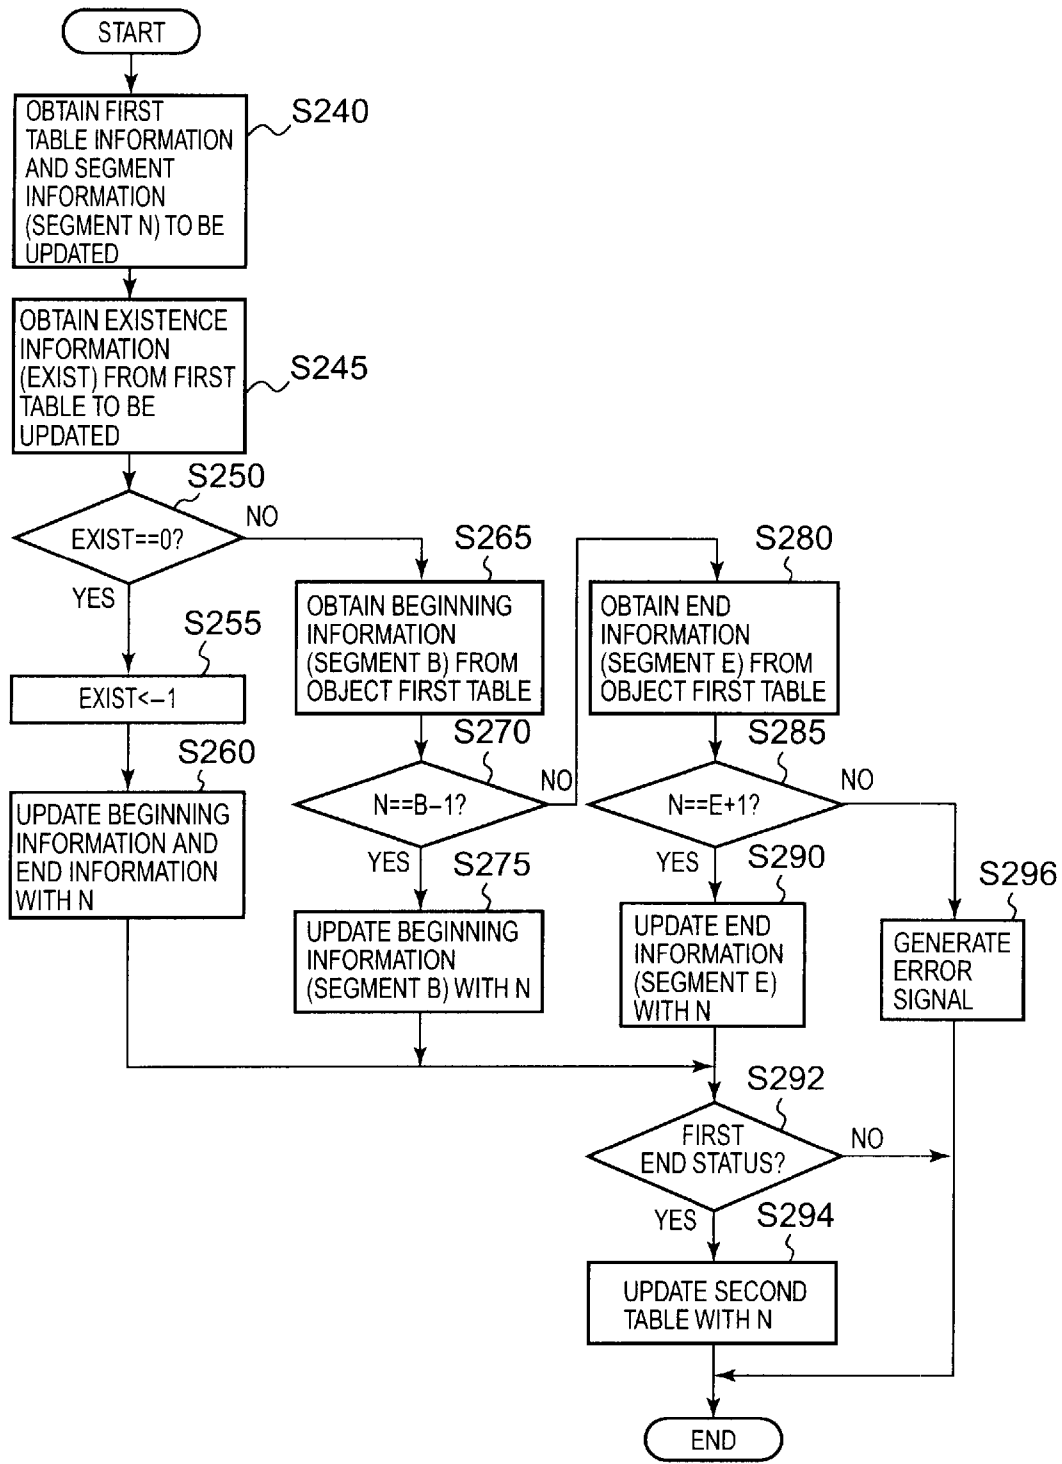 START
S240
OBTAIN FIRST
TABLE INFORMATION
AND SEGMENT
INFORMATION
(SEGMENT N) TO BE
UPDATED
S245
OBTAIN EXISTENCE
INFORMATION
(EXIST) FROM FIRST
TABLE TO BE
UPDATED
S250
EXIST==0?
NO
YES
S255
EXIST<–1
S260
UPDATE BEGINNING
INFORMATION AND
END INFORMATION
WITH N
S265
OBTAIN BEGINNING
INFORMATION
(SEGMENT B) FROM
OBJECT FIRST TABLE
S270
N==B–1?
NO
YES
S275
UPDATE BEGINNING
INFORMATION
(SEGMENT B) WITH N
S280
OBTAIN END
INFORMATION
(SEGMENT E) FROM
OBJECT FIRST TABLE
S285
N==E+1?
NO
YES
S290
UPDATE END
INFORMATION
(SEGMENT E)
WITH N
S296
GENERATE
ERROR
SIGNAL
S292
FIRST
END STATUS?
NO
YES
S294
UPDATE SECOND
TABLE WITH N
END